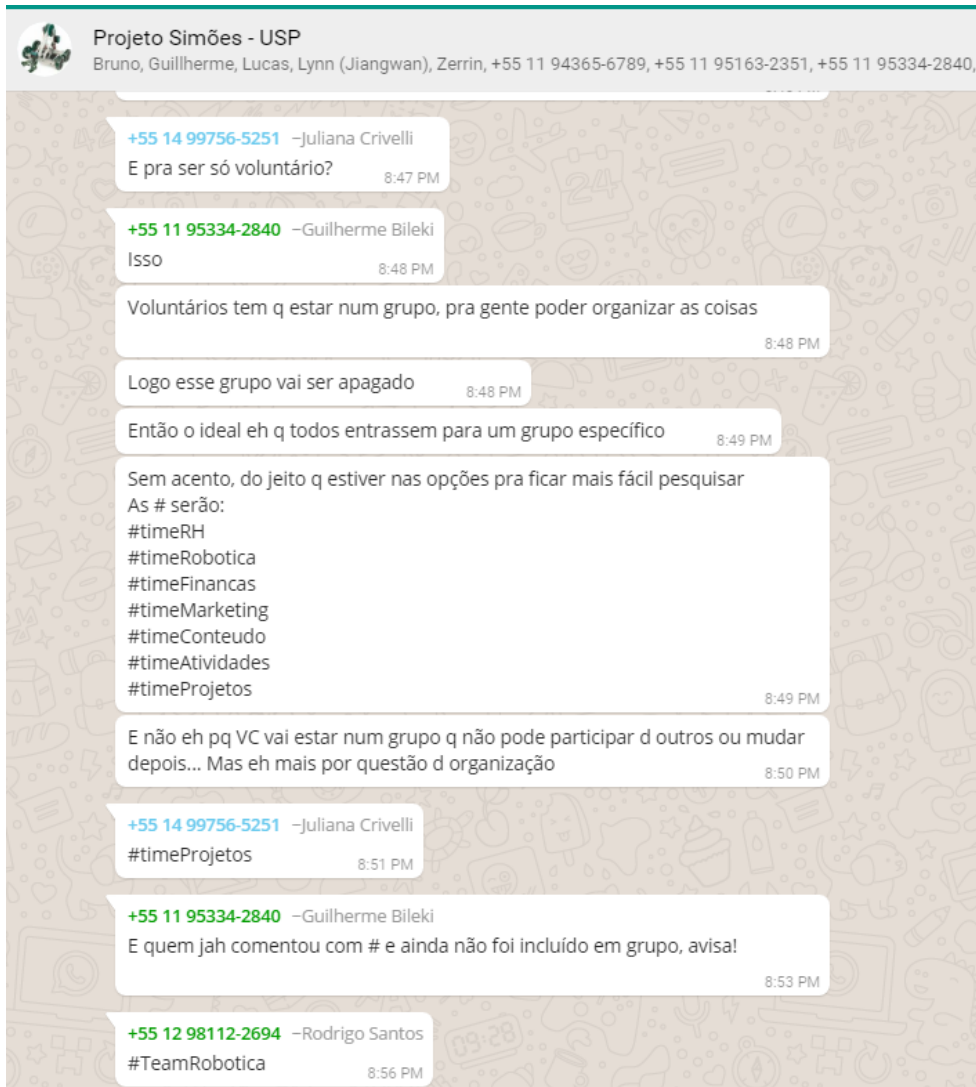 Projeto Simões - USP
Bruno, Guillherme, Lucas, Lynn (Jiangwan), Zerrin, +55 11 94365-6789, +55 11 95163-2351, +55 11 95334-2840,
+55 14 99756-5251 ~Juliana Crivelli
E pra ser só voluntário?
8:47 PM
+55 11 95334-2840 ~Guilherme Bileki
Isso
8:48 PM
Voluntários tem q estar num grupo, pra gente poder organizar as coisas
8:48 PM
Logo esse grupo vai ser apagado
8:48 PM
Então o ideal eh q todos entrassem para um grupo específico
8:49 PM
Sem acento, do jeito q estiver nas opções pra ficar mais fácil pesquisar
As # serão:
#timeRH
#timeRobotica
#timeFinancas
#timeMarketing
#timeConteudo
#timeAtividades
#timeProjetos
8:49 PM
E não eh pq VC vai estar num grupo q não pode participar d outros ou mudar
depois... Mas eh mais por questão d organização
8:50 PM
+55 14 99756-5251 ~Juliana Crivelli
#timeProjetos
8:51 PM
+55 11 95334-2840 ~Guilherme Bileki
E quem jah comentou com # e ainda não foi incluído em grupo, avisa!
8:53 PM
+55 12 98112-2694 ~Rodrigo Santos
#TeamRobotica
8:56 PM